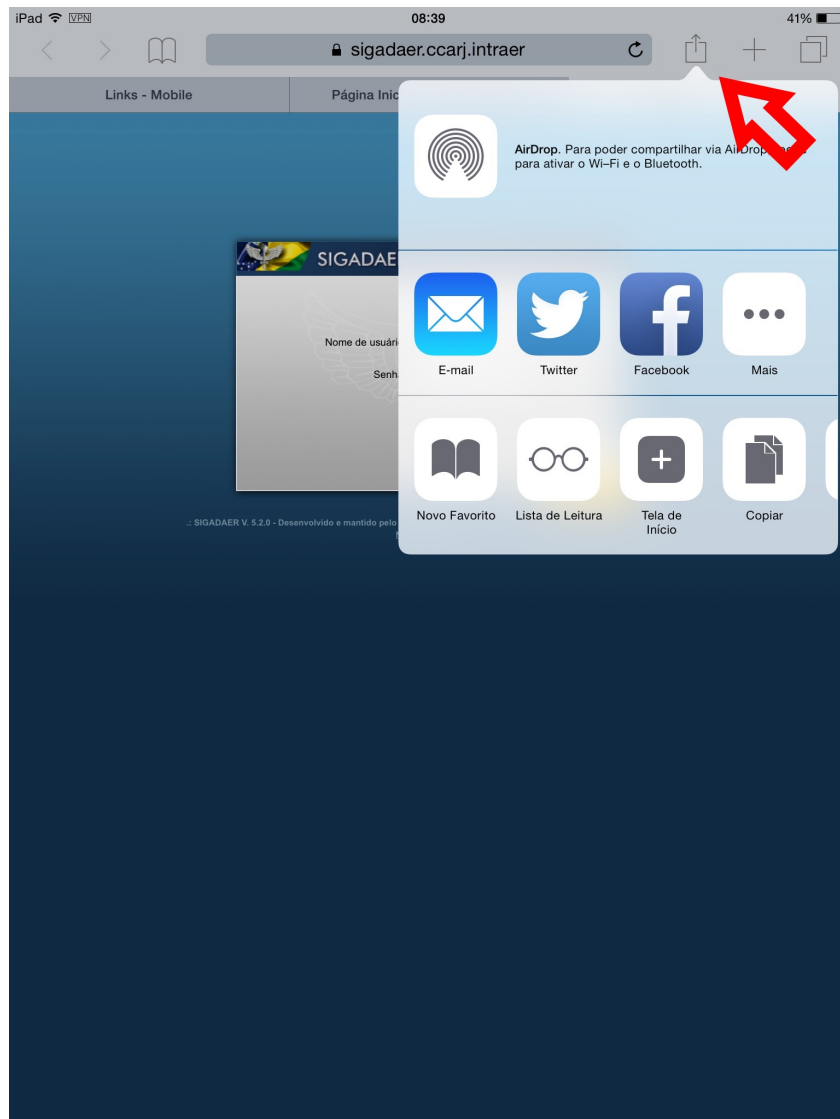 iPad VPN 08:39 41%
sigadaer.ccarj.intraer
Links - Mobile Página Inic
AirDrop. Para poder compartilhar via AirDrop
para ativar o Wi-Fi e o Bluetooth.
SIGADAE
Nome de usuári
Senh
E-mail Twitter Facebook Mais
Novo Favorito Lista de Leitura Tela de Início Copiar
.: SIGADAER V. 5.2.0 - Desenvolvido e mantido pelo